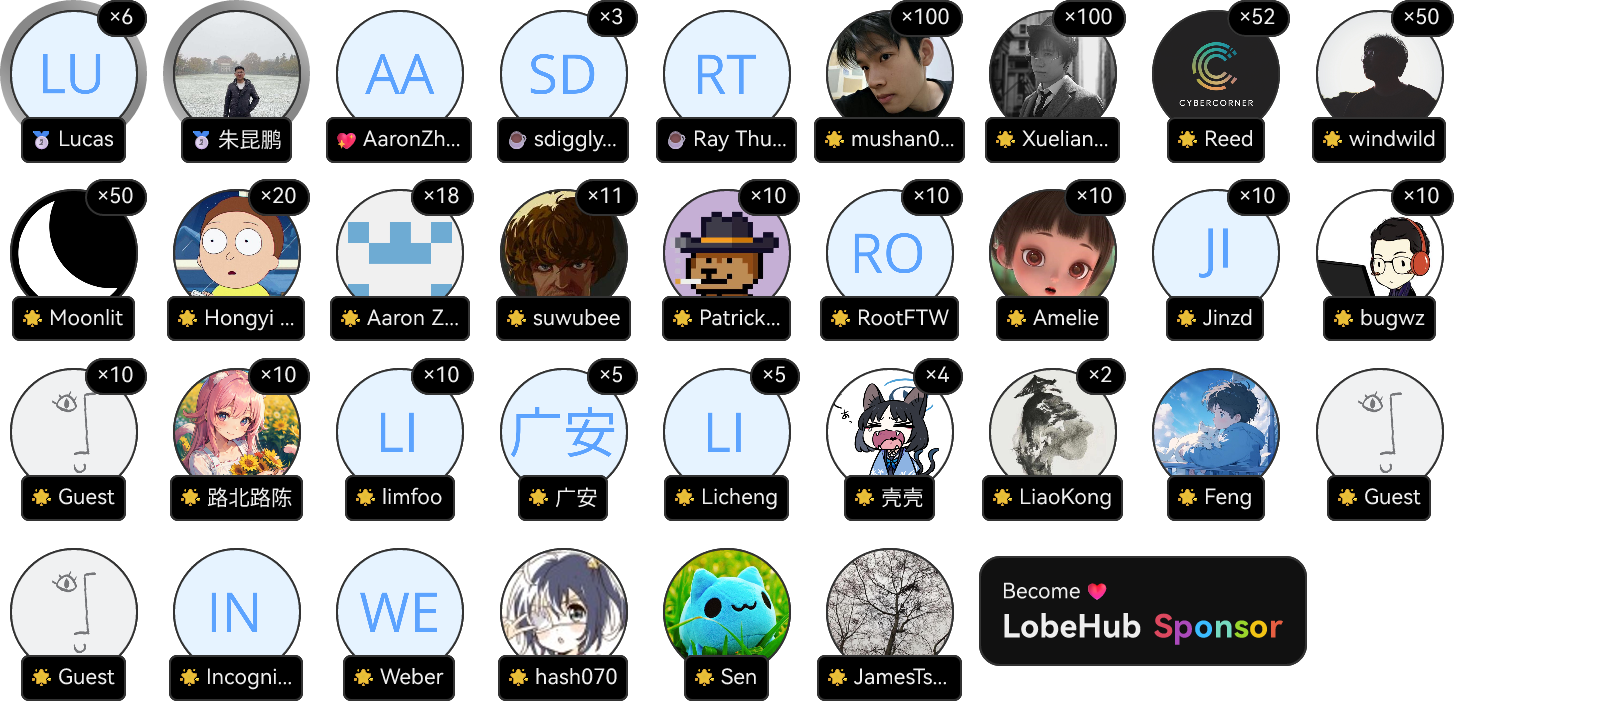 ×6
×3
×100
×100
×52
×50
LU
AA
SD
RT
CYBERCORNER
Lucas
朱昆鹏
AaronZh...
sdiggly...
Ray Thu...
mushan0...
Xuelian...
Reed
windwild
×50
×20
×18
×11
×10
×10
×10
×10
×10
RO
JI
Moonlit
Hongyi ...
Aaron Z...
suwubee
Patrick...
RootFTW
Amelie
Jinzd
bugwz
×10
×10
×10
×5
×5
×4
×2
LI
广安
LI
Guest
路北路陈
limfoo
广安
Licheng
壳壳
LiaoKong
Feng
Guest
IN
WE
Guest
Incogni...
Weber
hash070
Sen
JamesTs...
Become
LobeHub Sponsor